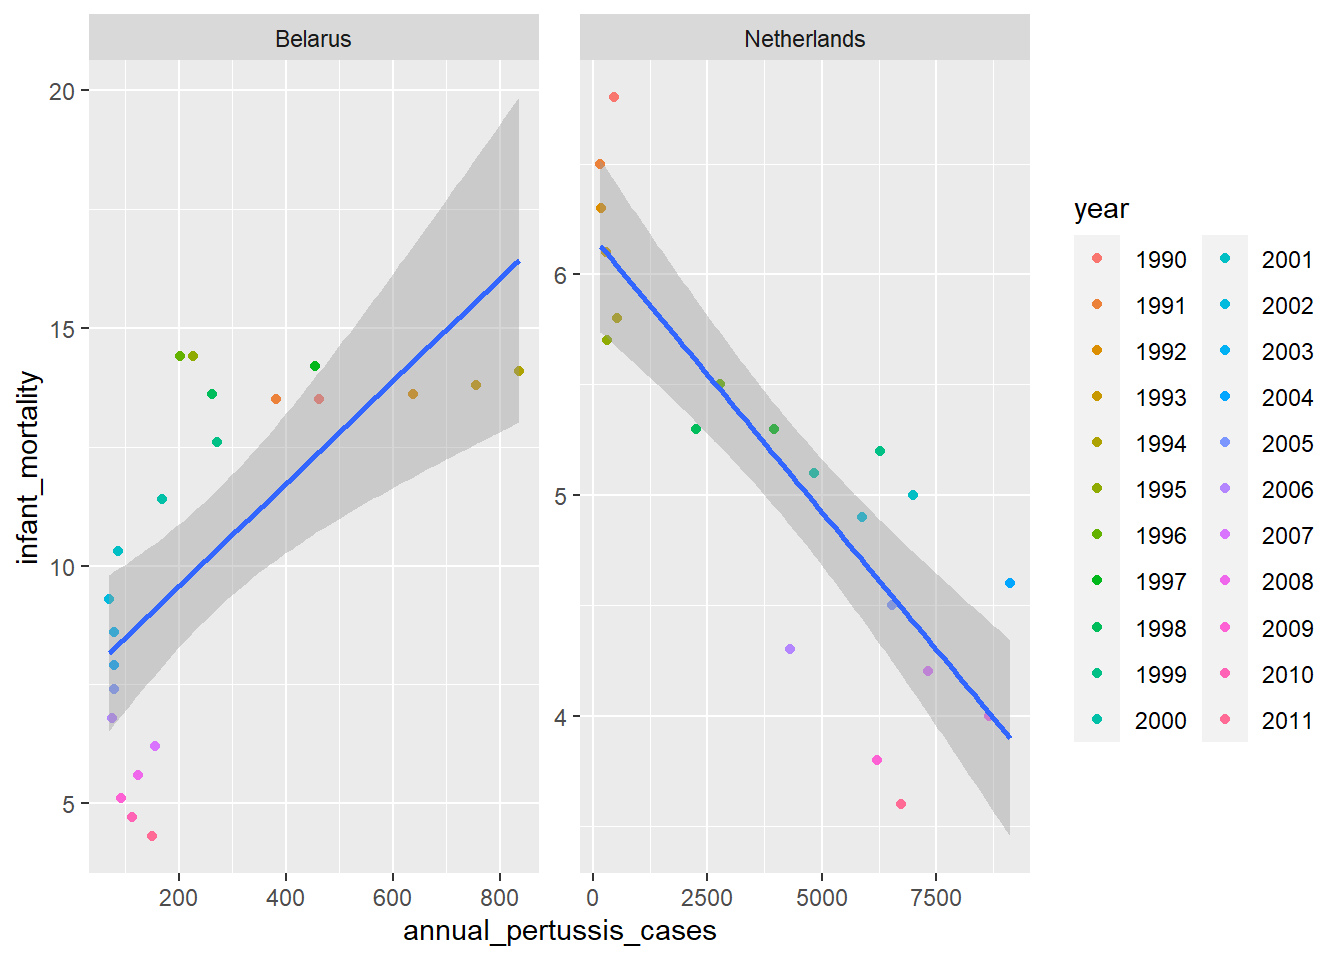 Belarus
Netherlands
20
15
10
5
6
5
4
200 400 600 800
0 2500 5000 7500
annual_pertussis_cases
infant_mortality
year
1990 2001
1991 2002
1992 2003
1993 2004
1994 2005
1995 2006
1996 2007
1997 2008
1998 2009
1999 2010
2000 2011